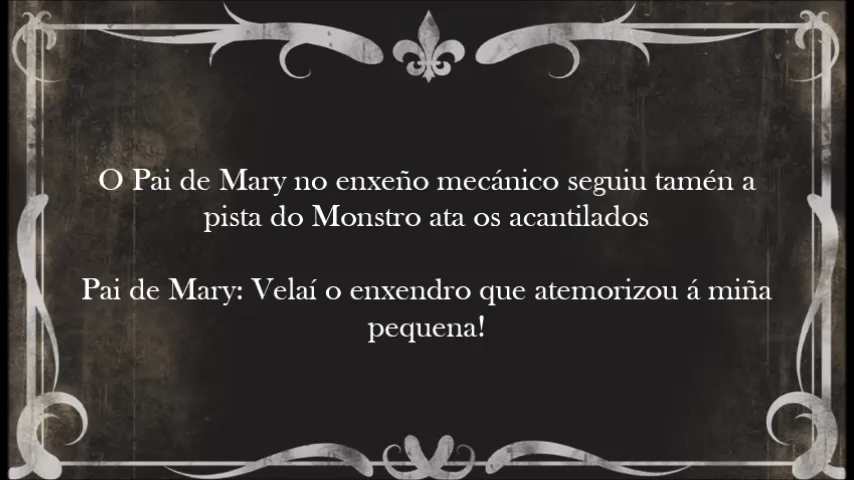 O Pai de Mary no enxeño mecánico seguiu tamén a
pista do Monstro ata os acantilados
Pai de Mary: Velaí o enxendro que atemorizou á miña
pequena!